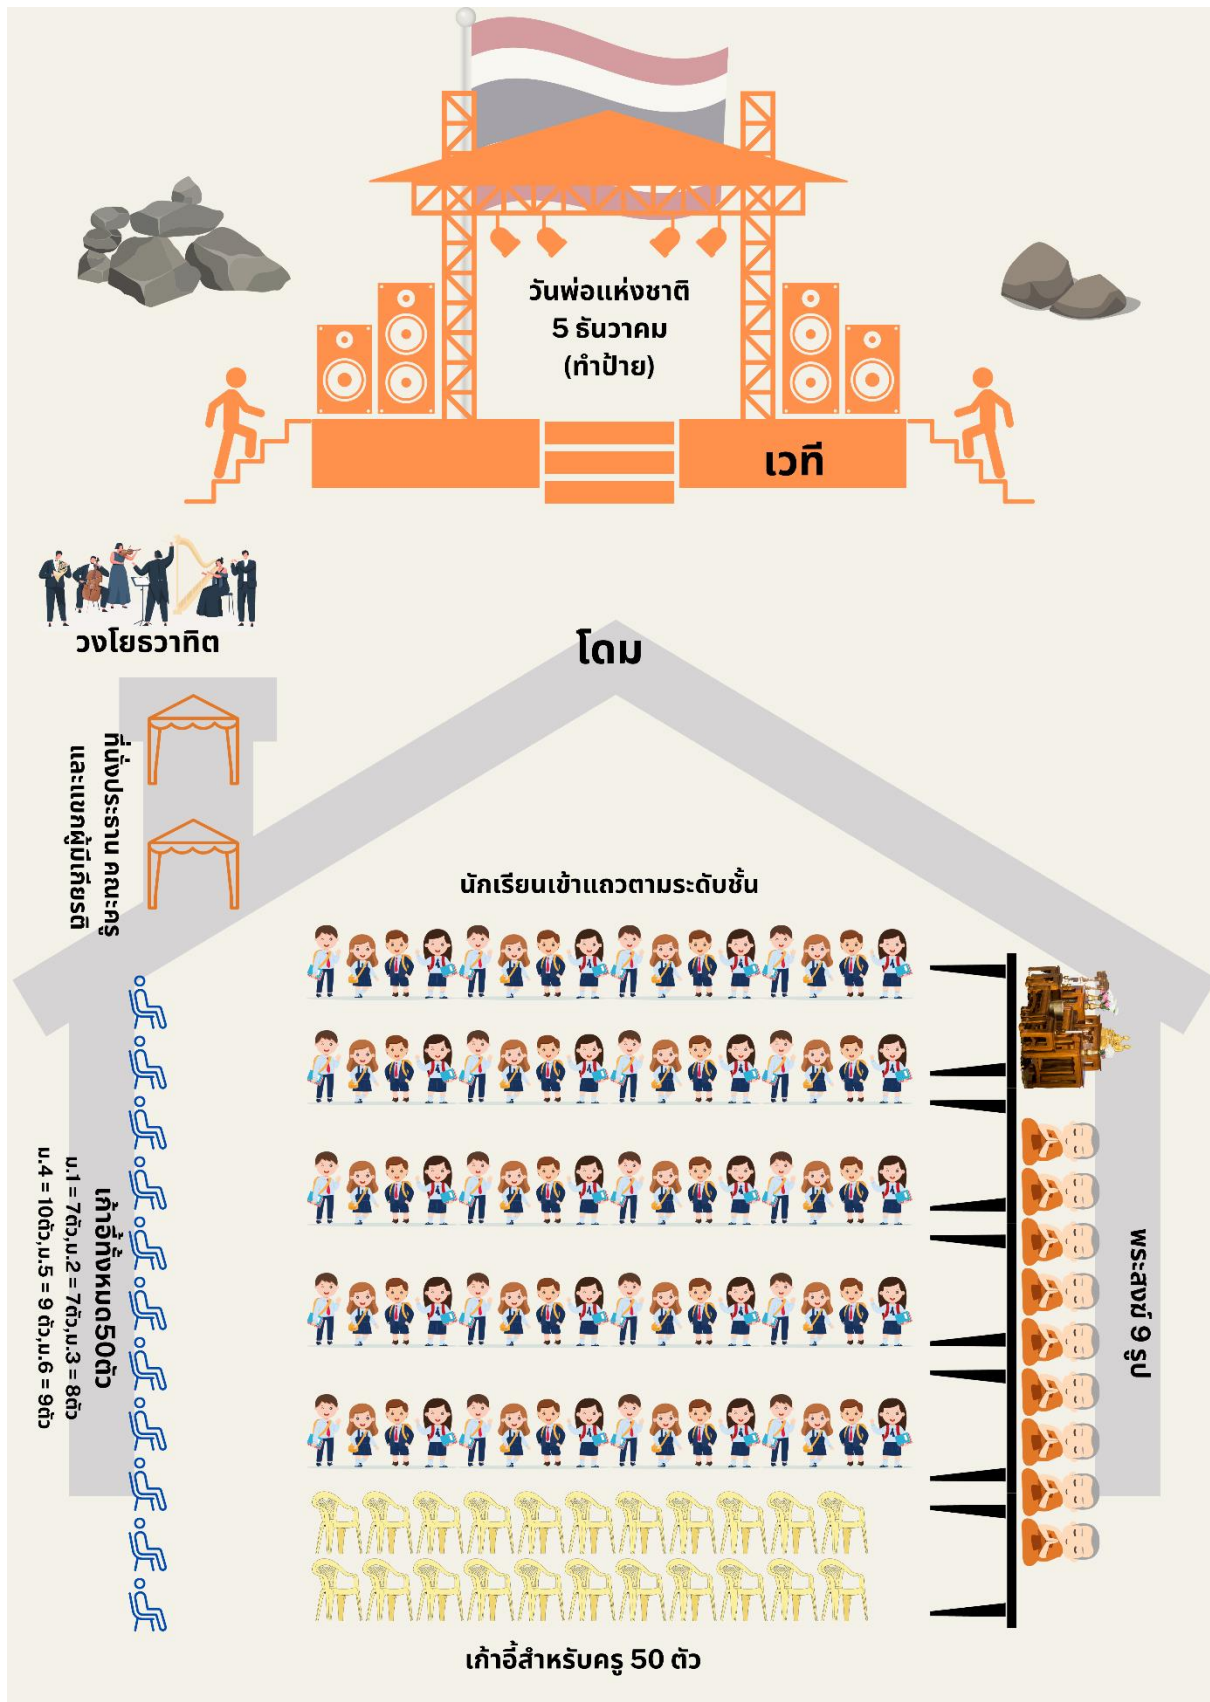 วันพ่อแห่งชาติ
5 ธันวาคม
(ทำป้าย)
เวที
วงโยธวาทิต
โดม
ที่นั่งประธาน คณะครู
และแขกผู้มีเกียรติ
นักเรียนเข้าแถวตามระดับชั้น
เก้าอี้ทั้งหมด50ตัว
ม.1 = 7ตัว,ม.2 = 7ตัว,ม.3 = 8ตัว
ม.4 = 10ตัว,ม.5 = 9 ตัว,ม.6 = 9ตัว
พระสงฆ์ 9 รูป
เก้าอี้สำหรับครู 50 ตัว